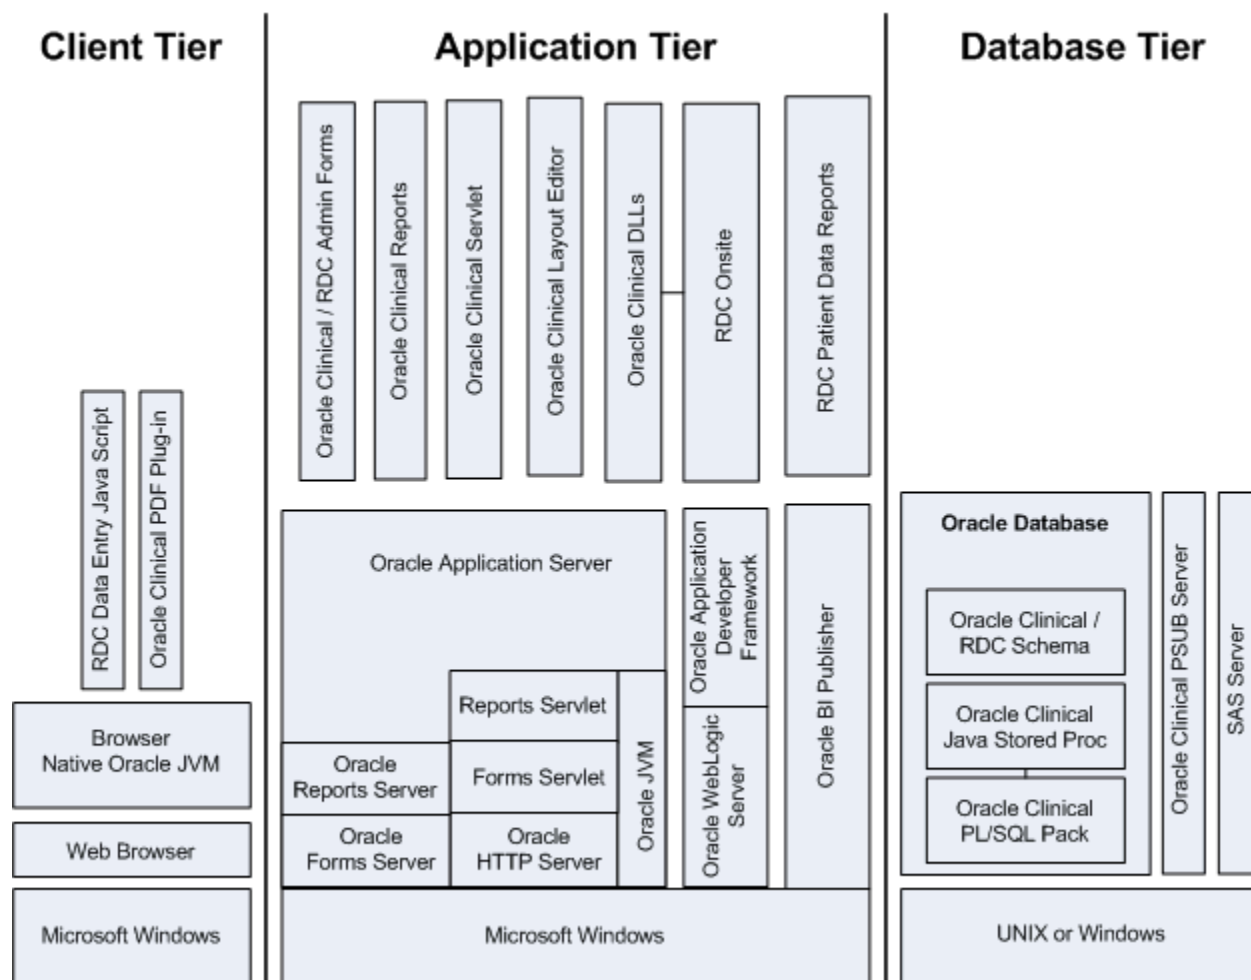 Client Tier
Application Tier
Database Tier
Oracle Clinical / RDC Admin Forms
Oracle Clinical Reports
Oracle Clinical Servlet
Oracle Clinical Layout Editor
Oracle Clinical DLLs
RDC Onsite
RDC Patient Data Reports
RDC Data Entry Java Script
Oracle Clinical PDF Plug-in
Browser
Native Oracle JVM
Web Browser
Microsoft Windows
Oracle Application Server
Reports Servlet
Oracle
Reports Server
Forms Servlet
Oracle
Forms Server
Oracle
HTTP Server
Oracle JVM
Oracle Application
Developer
Framework
Oracle WebLogic
Server
Oracle BI Publisher
Microsoft Windows
Oracle Database
Oracle Clinical /
RDC Schema
Oracle Clinical
Java Stored Proc
Oracle Clinical
PL/SQL Pack
Oracle Clinical PSUB Server
SAS Server
UNIX or Windows